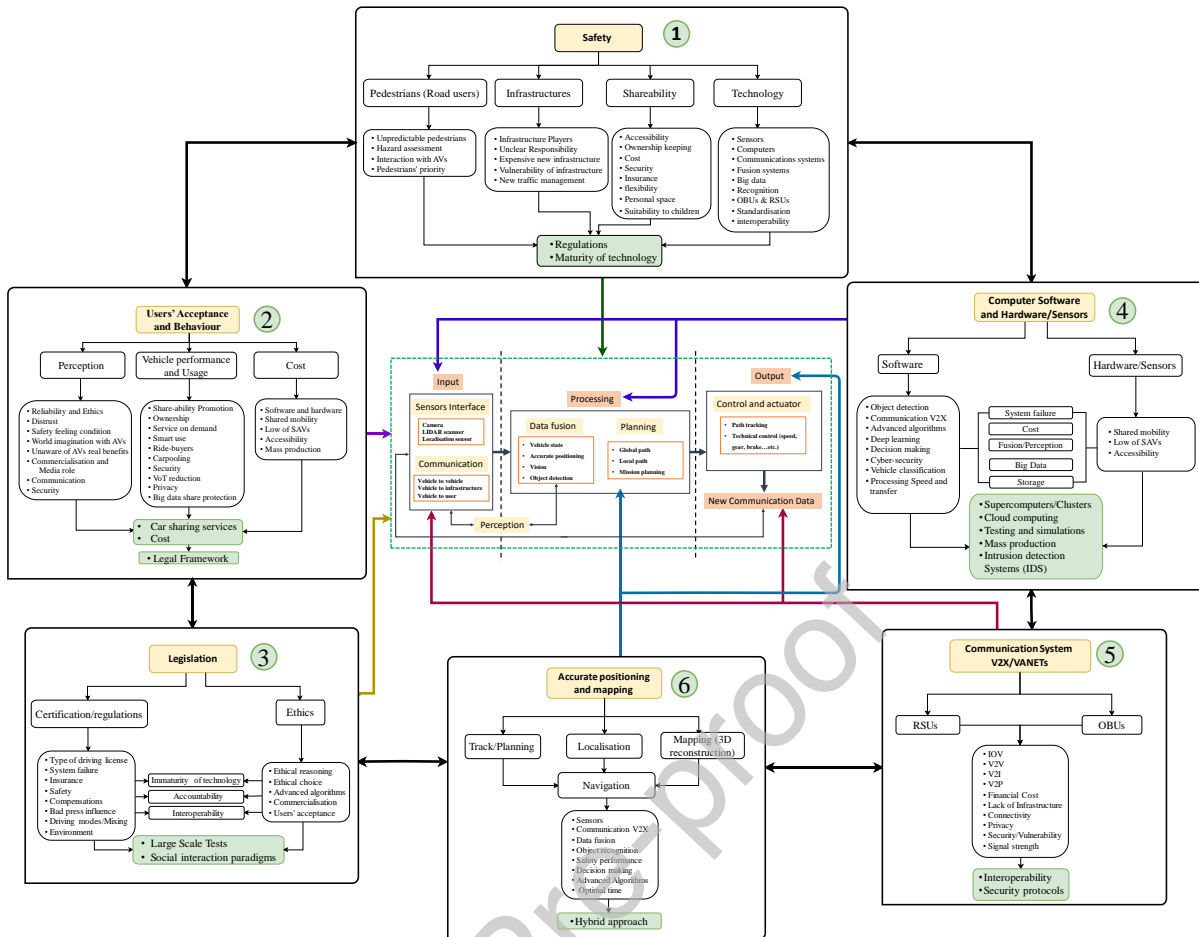 Safety
1
Pedestrians (Road users)
Infrastructures
Shareability
Technology
• Unpredictable pedestrians
• Hazard assessment
• Interaction with AVs
• Pedestrians' priority
• Infrastructure Players
• Unclear Responsibility
• Expensive new infrastructure
• Vulnerability of infrastructure
• New traffic management
• Accessibility
• Ownership keeping
• Cost
• Security
• Insurance
• flexibility
• Personal space
• Suitability to children
• Sensors
• Computers
• Communications systems
• Fusion systems
• Big data
• Recognition
• OBUs & RSUs
• Standardisation
• interoperability
• Regulations
• Maturity of technology
Users' Acceptance
and Behaviour
2
Perception
Vehicle performance
and Usage
Cost
• Reliability and Ethics
• Distrust
• Safety feeling condition
• World imagination with AVs
• Unaware of AVs real benefits
• Commercialisation and
Media role
• Communication
• Security
• Share-ability Promotion
• Ownership
• Service on demand
• Smart use
• Ride-buyers
• Carpooling
• Security
• VoT reduction
• Privacy
• Big data share protection
• Software and hardware
• Shared mobility
• Low of SAVs
• Accessibility
• Mass production
• Car sharing services
• Cost
• Legal Framework
Input
Sensors Interface
Camera
LIDAR scanner
Localisation sensor
Communication
Vehicle to vehicle
Vehicle to infrastructure
Vehicle to user
Processing
Data fusion
• Vehicle state
• Accurate positioning
• Vision
• Object detection
Planning
• Global path
• Local path
• Mission planning
Perception
Output
Control and actuator
• Path tracking
• Technical control (speed,
gear, brake…etc.)
New Communication Data
Computer Software
and Hardware/Sensors
4
Software
Hardware/Sensors
• Object detection
• Communication V2X
• Advanced algorithms
• Deep learning
• Decision making
• Cyber-security
• Vehicle classification
• Processing Speed and
transfer
System failure
Cost
Fusion/Perception
Big Data
Storage
• Shared mobility
• Low of SAVs
• Accessibility
• Supercomputers/Clusters
• Cloud computing
• Testing and simulations
• Mass production
• Intrusion detection
Systems (IDS)
Legislation
3
Certification/regulations
Ethics
• Type of driving license
• System failure
• Insurance
• Safety
• Compensations
• Bad press influence
• Driving modes/Mixing
• Environment
Immaturity of technology
Accountability
Interoperability
• Ethical reasoning
• Ethical choice
• Advanced algorithms
• Commercialisation
• Users' acceptance
• Large Scale Tests
• Social interaction paradigms
Accurate positioning
and mapping
6
Track/Planning
Localisation
Mapping (3D
reconstruction)
Navigation
• Sensors
• Communication V2X
• Data fusion
• Object recognition
• Safety performance
• Decision making
• Advanced Algorithms
• Optimal time
• Hybrid approach
Communication System
V2X/VANETs
5
RSUs
OBUs
• IOV
• V2V
• V2I
• V2P
• Financial Cost
• Lack of Infrastructure
• Connectivity
• Privacy
• Security/Vulnerability
• Signal strength
• Interoperability
• Security protocols
Pre-proof